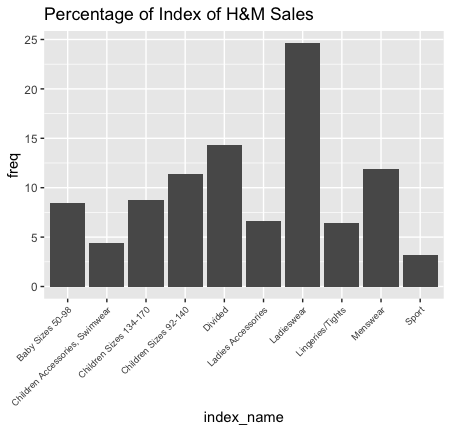 Percentage of Index of H&M Sales
freq
25
20
15
10
5
0
Baby Sizes 50-98
Children Accessories, Swimwear
Children Sizes 134-170
Children Sizes 92-140
Divided
Ladies Accessories
Ladieswear
Lingeries/Tights
Menswear
Sport
index_name